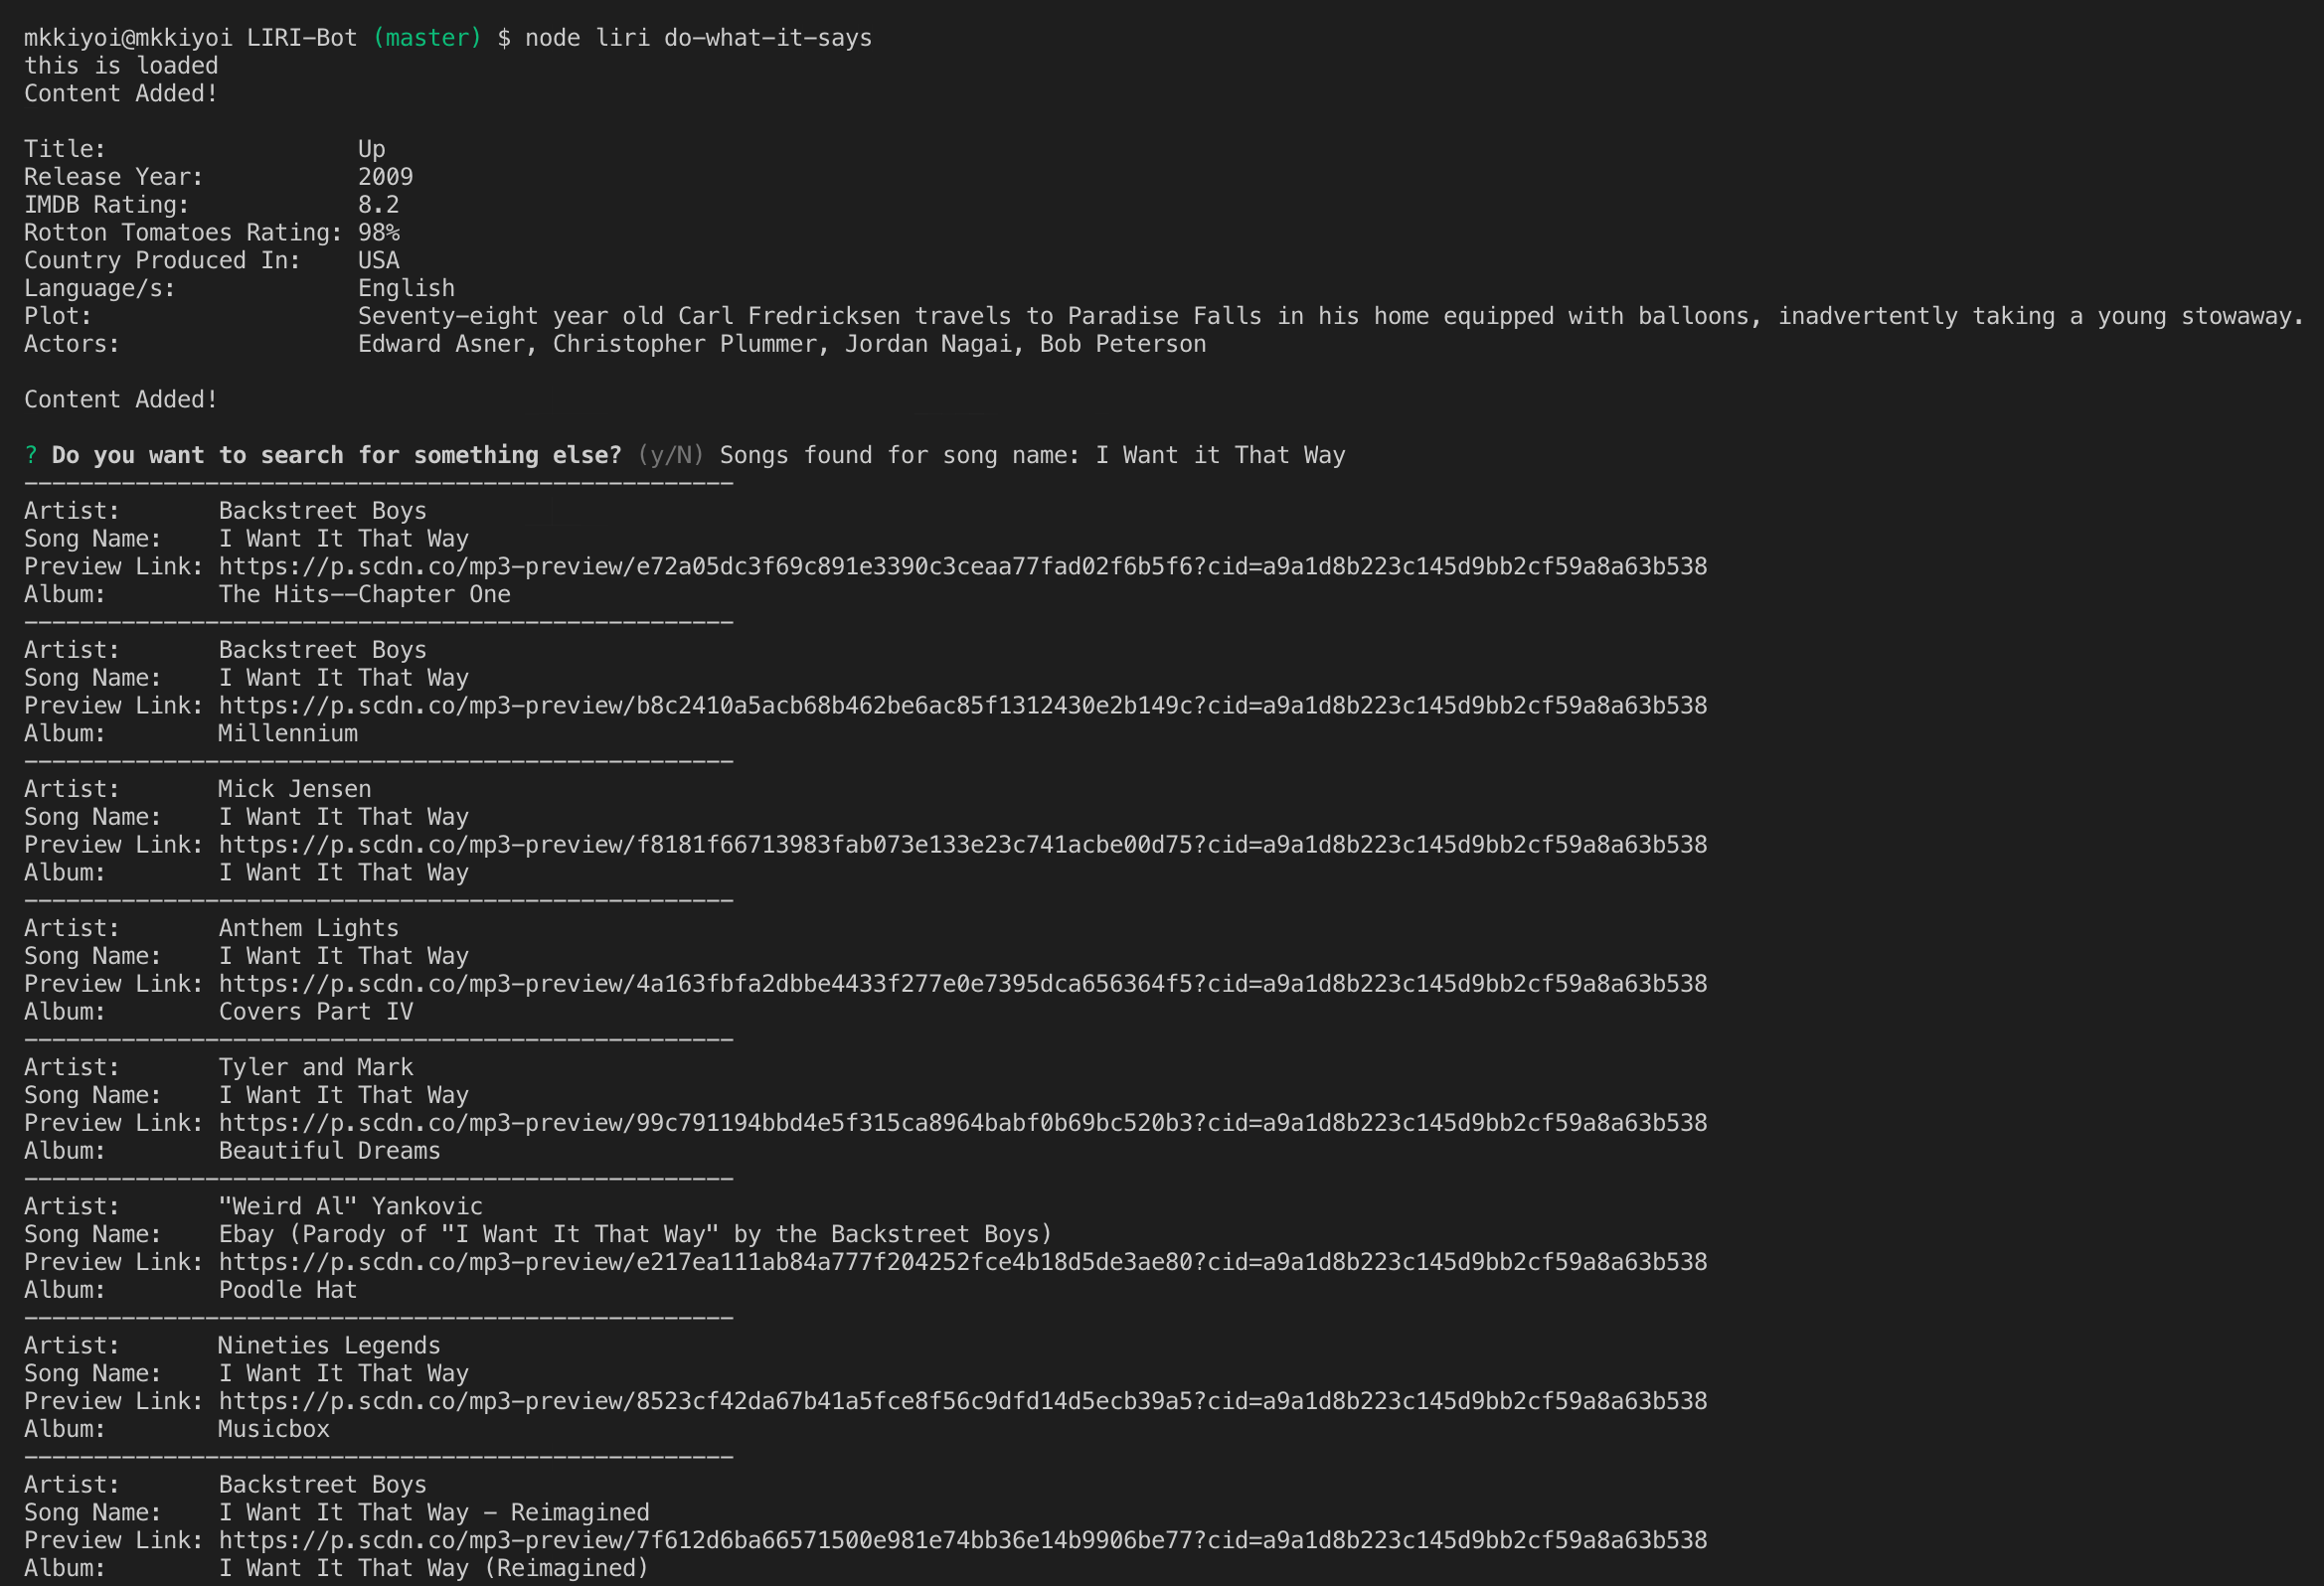 mkkiyoi@mkkiyoi LIRI-Bot (master) $ node liri do-what-it-says
this is loaded
Content Added!
Title: Up
Release Year: 2009
IMDB Rating: 8.2
Rotton Tomatoes Rating: 98%
Country Produced In: USA
Language/s: English
Plot: Seventy-eight year old Carl Fredricksen travels to Paradise Falls in his home equipped with balloons, inadvertently taking a young stowaway.
Actors: Edward Asner, Christopher Plummer, Jordan Nagai, Bob Peterson
Content Added!
? Do you want to search for something else? (y/N) Songs found for song name: I Want it That Way
---------------------------------------------------
Artist: Backstreet Boys
Song Name: I Want It That Way
Preview Link: https://p.scdn.co/mp3-preview/e72a05dc3f69c891e3390c3ceaa77fad02f6b5f6?cid=a9a1d8b223c145d9bb2cf59a8a63b538
Album: The Hits--Chapter One
---------------------------------------------------
Artist: Backstreet Boys
Song Name: I Want It That Way
Preview Link: https://p.scdn.co/mp3-preview/b8c2410a5acb68b462be6ac85f1312430e2b149c?cid=a9a1d8b223c145d9bb2cf59a8a63b538
Album: Millennium
---------------------------------------------------
Artist: Mick Jensen
Song Name: I Want It That Way
Preview Link: https://p.scdn.co/mp3-preview/f8181f66713983fab073e133e23c741acbe00d75?cid=a9a1d8b223c145d9bb2cf59a8a63b538
Album: I Want It That Way
---------------------------------------------------
Artist: Anthem Lights
Song Name: I Want It That Way
Preview Link: https://p.scdn.co/mp3-preview/4a163fbfa2dbbe4433f277e0e7395dca656364f5?cid=a9a1d8b223c145d9bb2cf59a8a63b538
Album: Covers Part IV
---------------------------------------------------
Artist: Tyler and Mark
Song Name: I Want It That Way
Preview Link: https://p.scdn.co/mp3-preview/99c791194bbd4e5f315ca8964babf0b69bc520b3?cid=a9a1d8b223c145d9bb2cf59a8a63b538
Album: Beautiful Dreams
---------------------------------------------------
Artist: "Weird Al" Yankovic
Song Name: Ebay (Parody of "I Want It That Way" by the Backstreet Boys)
Preview Link: https://p.scdn.co/mp3-preview/e217ea111ab84a777f204252fce4b18d5de3ae80?cid=a9a1d8b223c145d9bb2cf59a8a63b538
Album: Poodle Hat
---------------------------------------------------
Artist: Nineties Legends
Song Name: I Want It That Way
Preview Link: https://p.scdn.co/mp3-preview/8523cf42da67b41a5fce8f56c9dfd14d5ecb39a5?cid=a9a1d8b223c145d9bb2cf59a8a63b538
Album: Musicbox
---------------------------------------------------
Artist: Backstreet Boys
Song Name: I Want It That Way - Reimagined
Preview Link: https://p.scdn.co/mp3-preview/7f612d6ba66571500e981e74bb36e14b9906be77?cid=a9a1d8b223c145d9bb2cf59a8a63b538
Album: I Want It That Way (Reimagined)